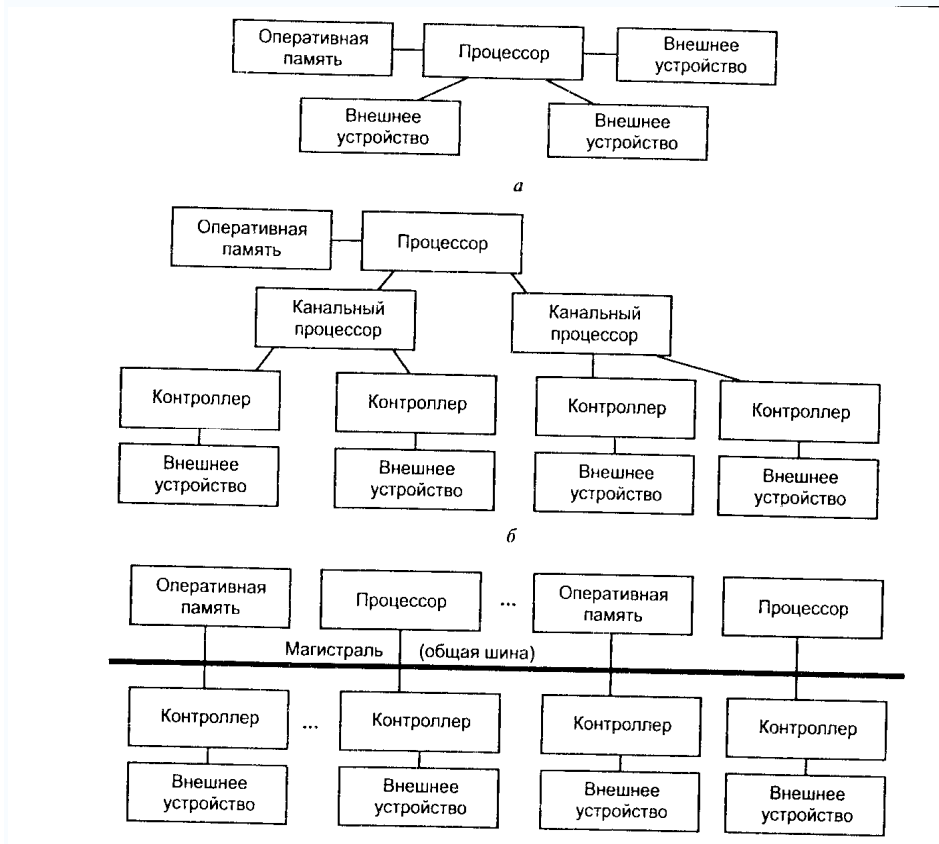 Оперативная
память
Процессор
Внешнее
устройство
Внешнее
устройство
Внешнее
устройство
а
Оперативная
память
Процессор
Канальный
процессор
Канальный
процессор
Контроллер
Контроллер
Контроллер
Контроллер
Внешнее
устройство
Внешнее
устройство
Внешнее
устройство
Внешнее
устройство
б
Оперативная
память
Процессор
...
Оперативная
память
Процессор
Магистраль (общая шина)
Контроллер
...
Контроллер
Контроллер
Контроллер
Внешнее
устройство
Внешнее
устройство
Внешнее
устройство
Внешнее
устройство